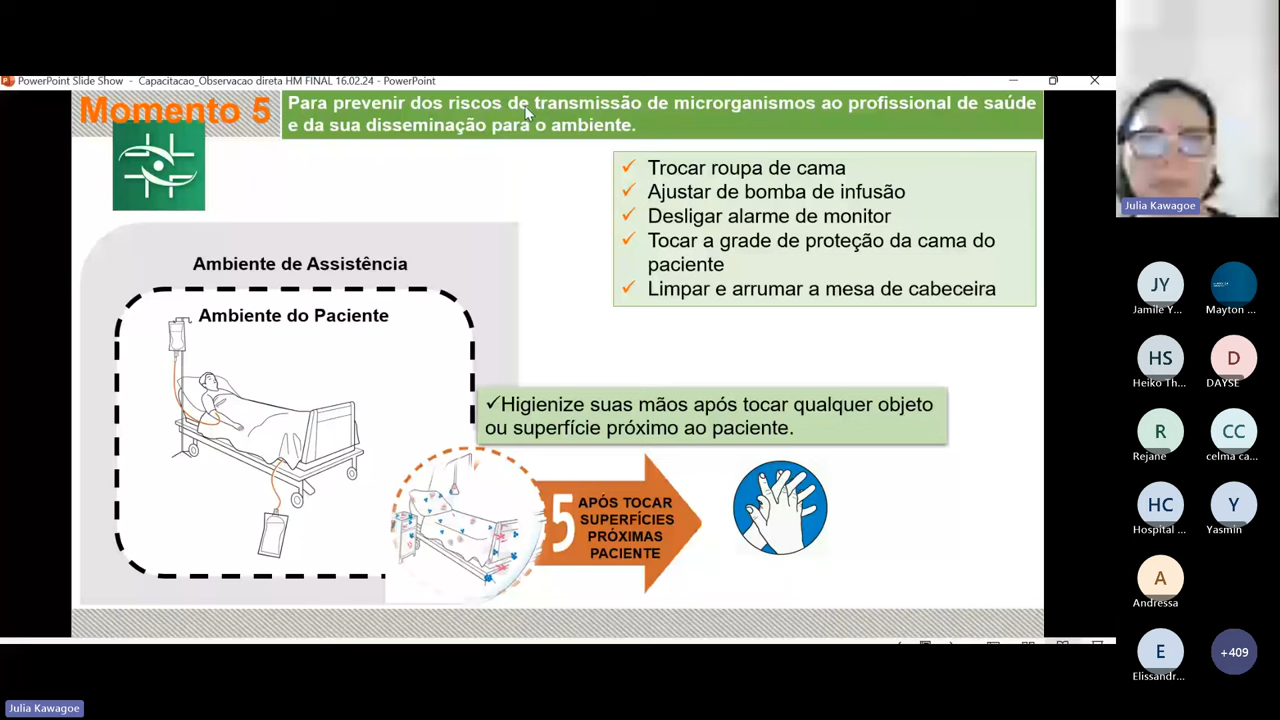 PowerPoint Slide Show - Capacitacao_Observacao direta HM FINAL 16.02.24 - PowerPoint
Momento 5
Para prevenir dos riscos de transmissão de microrganismos ao profissional de saúde
e da sua disseminação para o ambiente.
✓ Trocar roupa de cama
✓ Ajustar de bomba de infusão
✓ Desligar alarme de monitor
✓ Tocar a grade de proteção da cama do
paciente
✓ Limpar e arrumar a mesa de cabeceira
Ambiente de Assistência
Ambiente do Paciente
✓Higienize suas mãos após tocar qualquer objeto
ou superfície próximo ao paciente.
5
APÓS TOCAR
SUPERFÍCIES
PRÓXIMAS
PACIENTE
Julia Kawagoe
JY
Jamile Y...
Mayton ...
HS
Heiko Th...
D
DAYSE
R
Rejane
CC
celma ca...
HC
Hospital ...
Y
Yasmin
A
Andressa
E
Elissandr...
+409
Julia Kawagoe